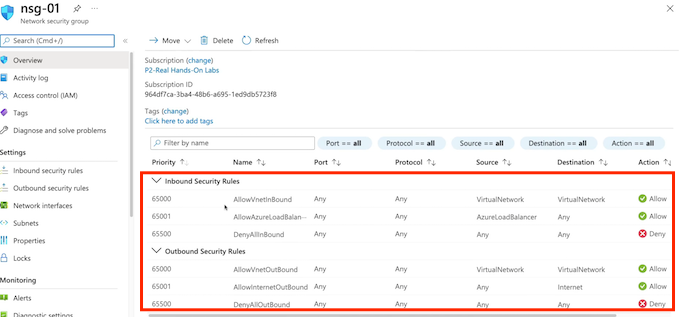 nsg-01
Network security group
Search (Cmd+/)
Overview
Activity log
Access control (IAM)
Tags
Diagnose and solve problems
Settings
Inbound security rules
Outbound security rules
Network interfaces
Subnets
Properties
Locks
Monitoring
Alerts
Diagnostic settings
Move Delete Refresh
Subscription (change)
P2-Real Hands-On Labs
Subscription ID
964df7ca-3ba4-48b6-a695-1ed9db5723f8
Tags (change)
Click here to add tags
Filter by name Port == all Protocol == all Source == all Destination == all Action == all
Priority Name Port Protocol Source Destination Action
Inbound Security Rules
65000 AllowVnetInBound Any Any VirtualNetwork VirtualNetwork Allow
65001 AllowAzureLoadBalan··· Any Any AzureLoadBalancer Any Allow
65500 DenyAllInBound Any Any Any Any Deny
Outbound Security Rules
65000 AllowVnetOutBound Any Any VirtualNetwork VirtualNetwork Allow
65001 AllowInternetOutBound Any Any Any Internet Allow
65500 DenyAllOutBound Any Any Any Any Deny